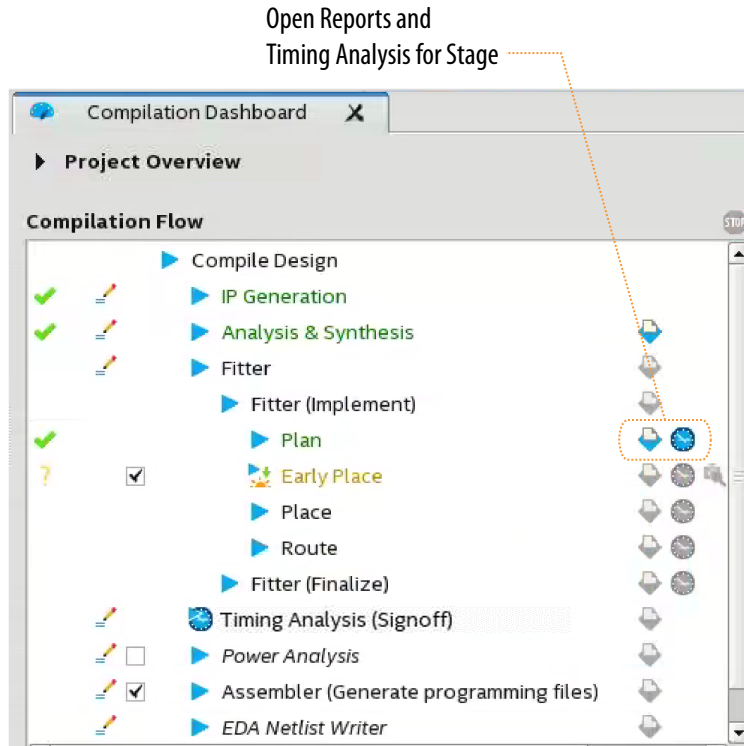 Open Reports and
Timing Analysis for Stage
Compilation Dashboard
Project Overview
Compilation Flow
STOP
Compile Design
IP Generation
Analysis & Synthesis
Fitter
Fitter (Implement)
Plan
? Early Place
Place
Route
Fitter (Finalize)
Timing Analysis (Signoff)
Power Analysis
Assembler (Generate programming files)
EDA Netlist Writer